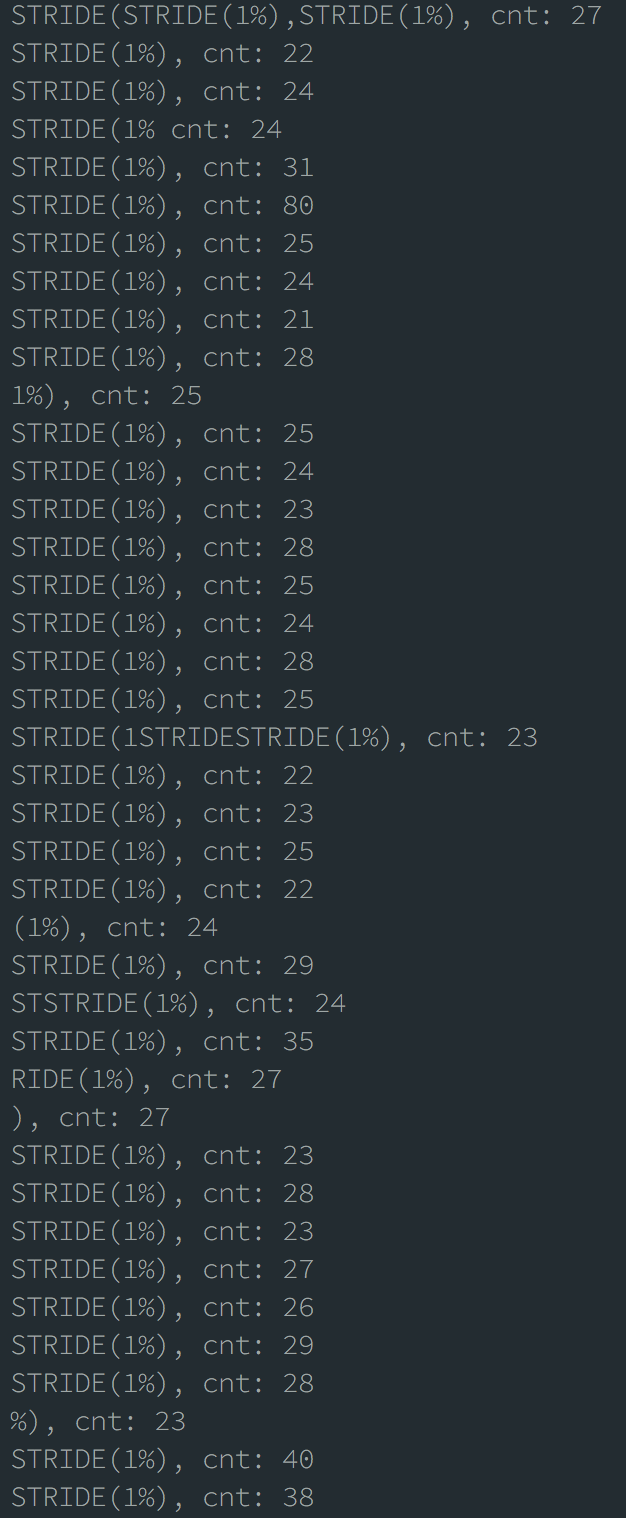 STRIDE(STRIDE(1%),STRIDE(1%), cnt: 27
STRIDE(1%), cnt: 22
STRIDE(1%), cnt: 24
STRIDE(1% cnt: 24
STRIDE(1%), cnt: 31
STRIDE(1%), cnt: 80
STRIDE(1%), cnt: 25
STRIDE(1%), cnt: 24
STRIDE(1%), cnt: 21
STRIDE(1%), cnt: 28
1%), cnt: 25
STRIDE(1%), cnt: 25
STRIDE(1%), cnt: 24
STRIDE(1%), cnt: 23
STRIDE(1%), cnt: 28
STRIDE(1%), cnt: 25
STRIDE(1%), cnt: 24
STRIDE(1%), cnt: 28
STRIDE(1%), cnt: 25
STRIDE(1STRIDESTRIDE(1%), cnt: 23
STRIDE(1%), cnt: 22
STRIDE(1%), cnt: 23
STRIDE(1%), cnt: 25
STRIDE(1%), cnt: 22
(1%), cnt: 24
STRIDE(1%), cnt: 29
STSTRIDE(1%), cnt: 24
STRIDE(1%), cnt: 35
RIDE(1%), cnt: 27
), cnt: 27
STRIDE(1%), cnt: 23
STRIDE(1%), cnt: 28
STRIDE(1%), cnt: 23
STRIDE(1%), cnt: 27
STRIDE(1%), cnt: 26
STRIDE(1%), cnt: 29
STRIDE(1%), cnt: 28
%), cnt: 23
STRIDE(1%), cnt: 40
STRIDE(1%), cnt: 38